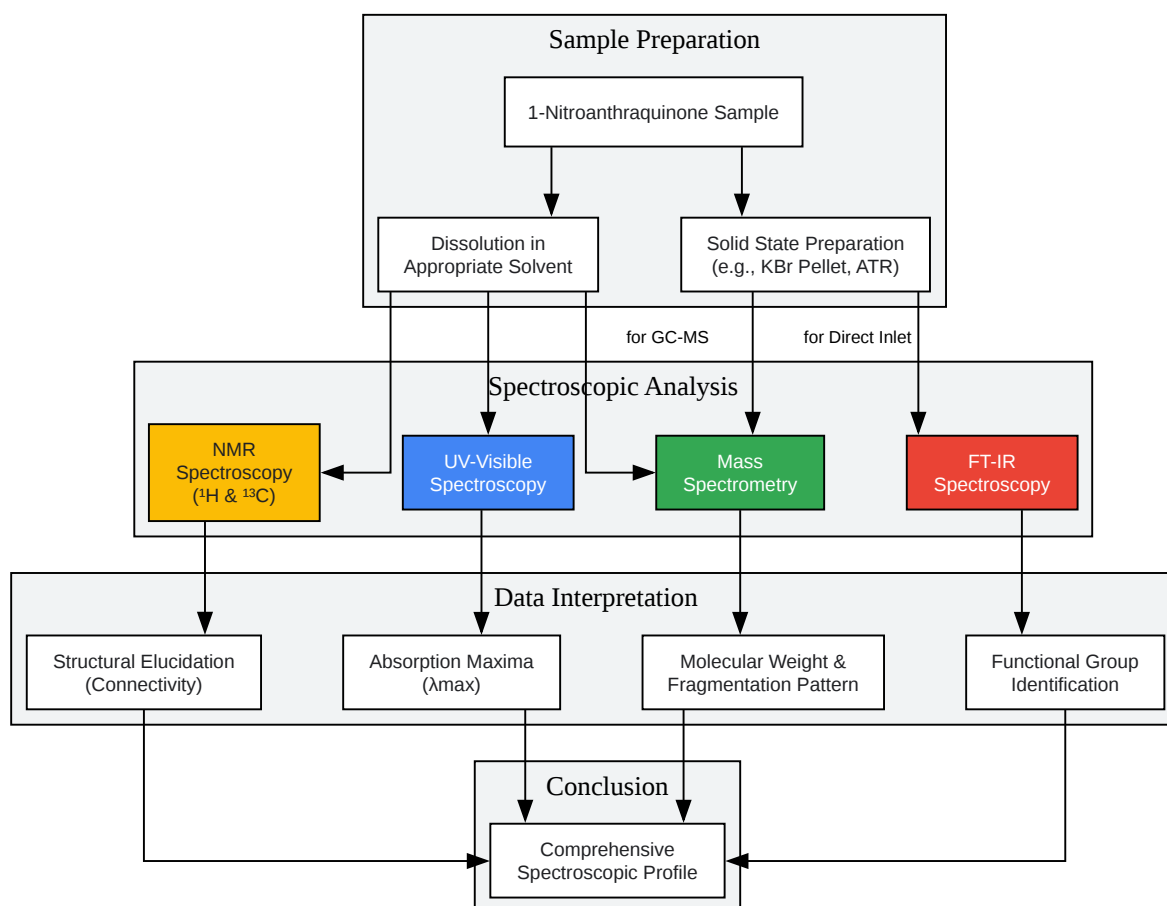 Sample Preparation
1-Nitroanthraquinone Sample
Dissolution in
Appropriate Solvent
Solid State Preparation
(e.g., KBr Pellet, ATR)
for GC-MS
for Direct Inlet
Spectroscopic Analysis
NMR
Spectroscopy
(¹H & ¹³C)
UV-Visible
Spectroscopy
Mass
Spectrometry
FT-IR
Spectroscopy
Data Interpretation
Structural Elucidation
(Connectivity)
Absorption Maxima
(λmax)
Molecular Weight &
Fragmentation Pattern
Functional Group
Identification
Conclusion
Comprehensive
Spectroscopic Profile